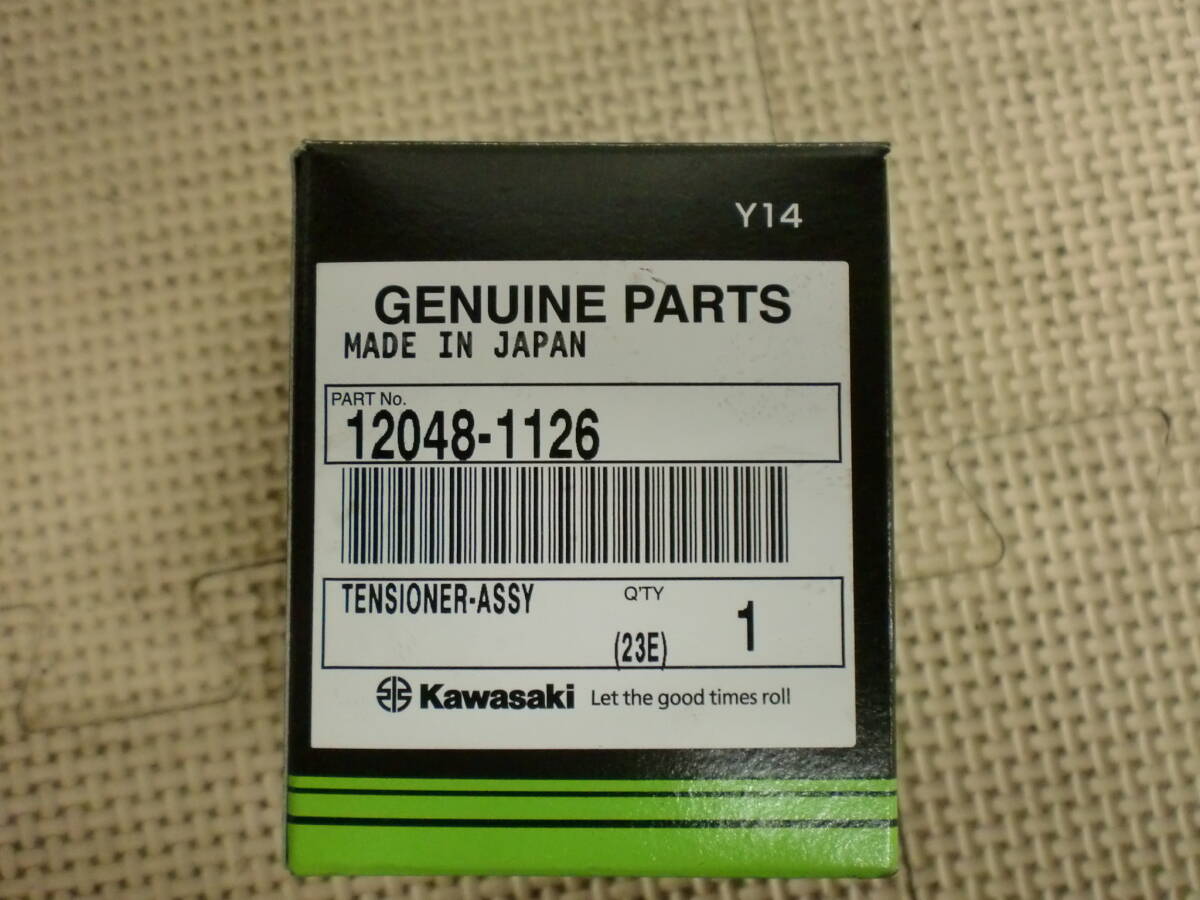 Y14
GENUINE PARTS
MADE IN JAPAN
PART No.
12048-1126
TENSIONER-ASSY Q'TY
(23E) 1
Kawasaki Let the good times roll